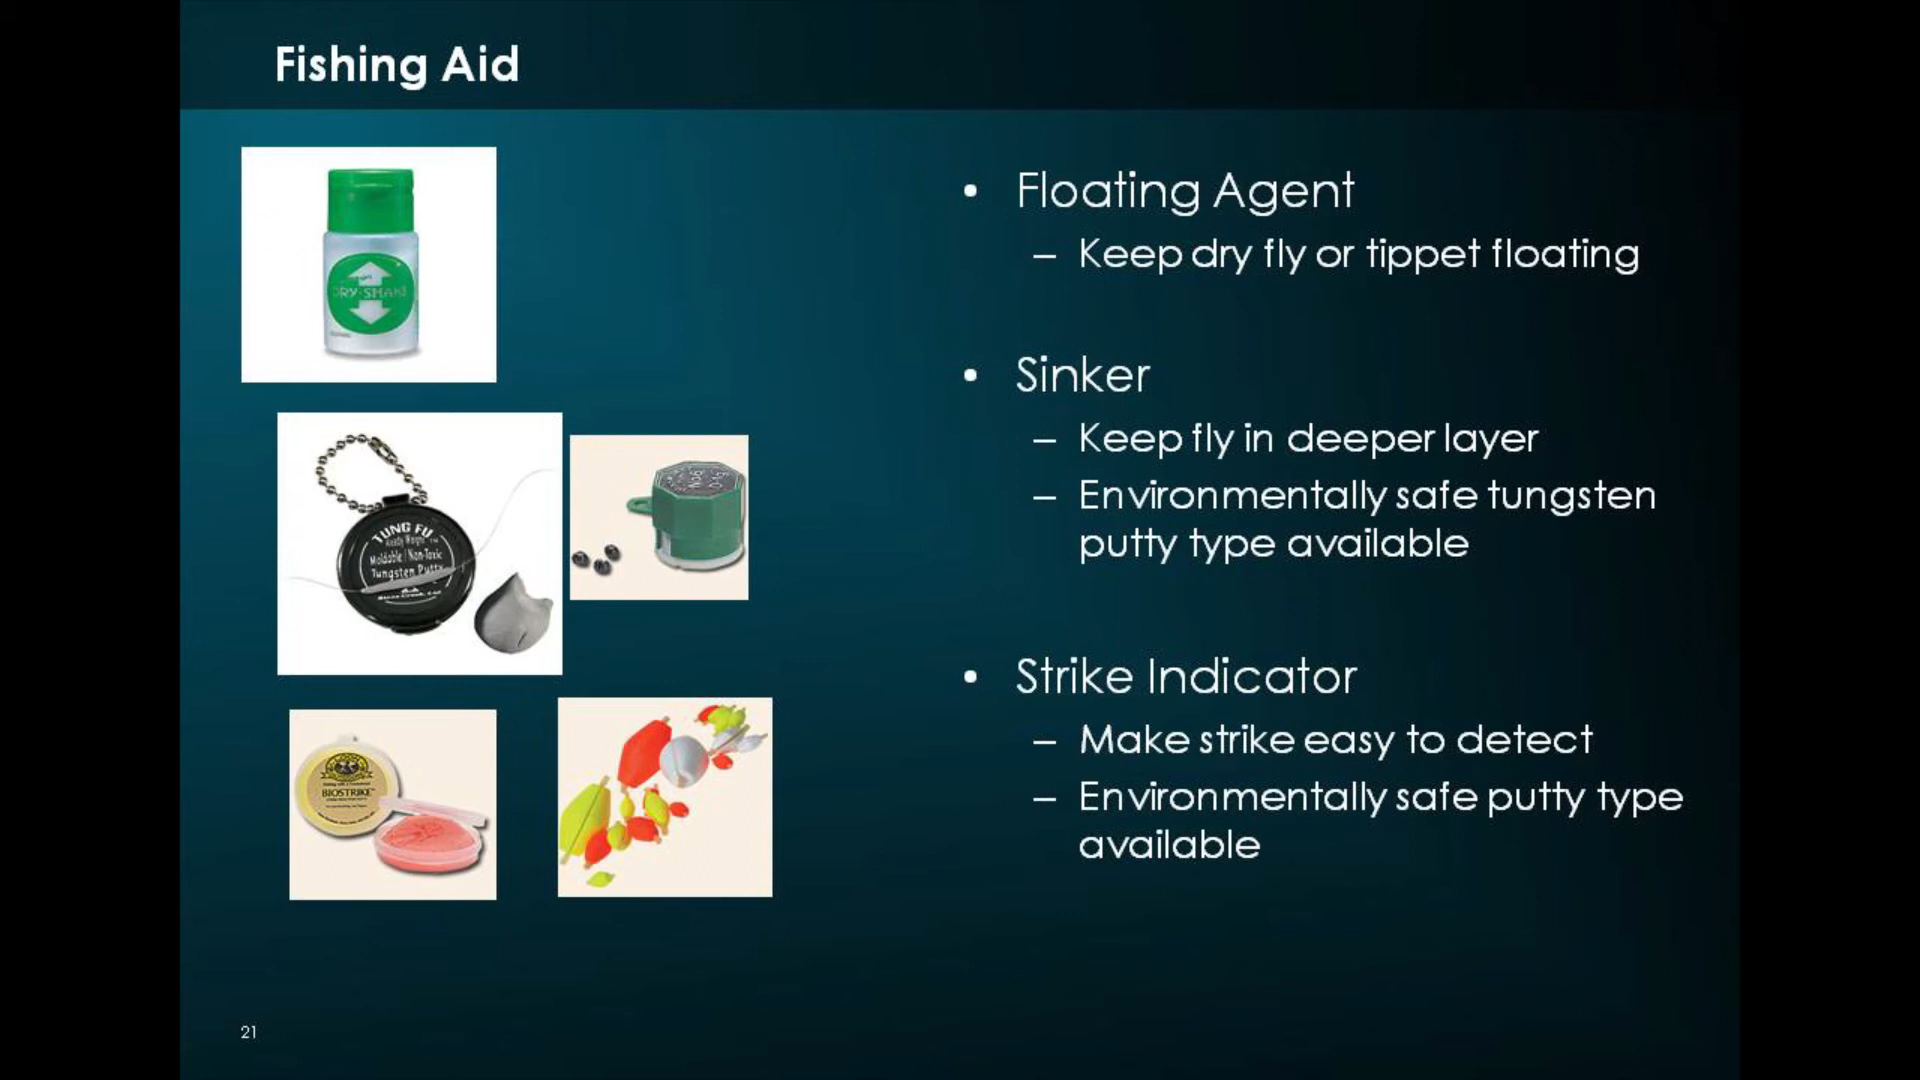 Fishing Aid
• Floating Agent
– Keep dry fly or tippet floating
• Sinker
– Keep fly in deeper layer
– Environmentally safe tungsten
putty type available
• Strike Indicator
– Make strike easy to detect
– Environmentally safe putty type
available
DRY-SHAKE
TUNG FU
Moldable / Non-Toxic
Tungsten Putty
BIOSTRIKE
21